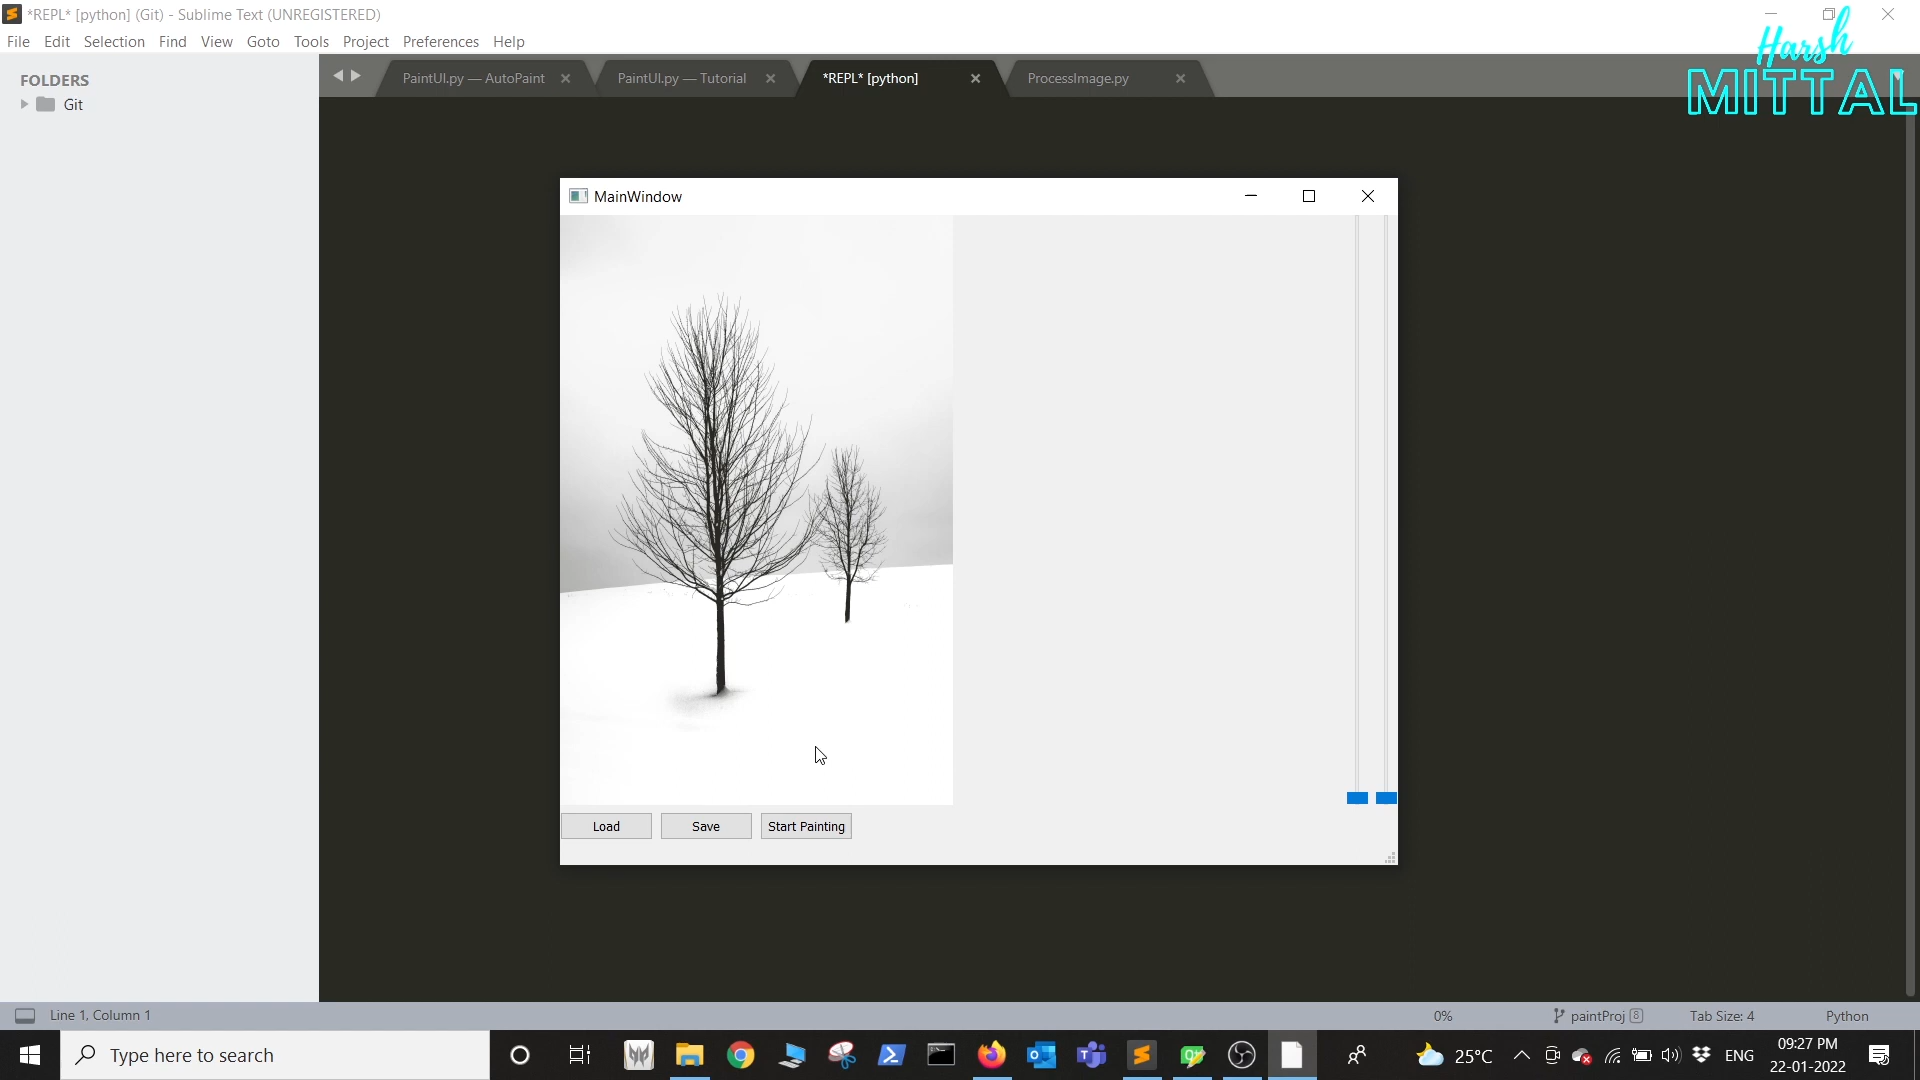 *REPL* [python] (Git) - Sublime Text (UNREGISTERED)
File Edit Selection Find View Goto Tools Project Preferences Help
Harsh
MITTAL
FOLDERS
Git
PaintUI.py — AutoPaint
PaintUI.py — Tutorial
*REPL* [python]
ProcessImage.py
MainWindow
Load
Save
Start Painting
Line 1, Column 1
0%
paintProj 8
Tab Size: 4
Python
Type here to search
25°C
ENG
09:27 PM
22-01-2022